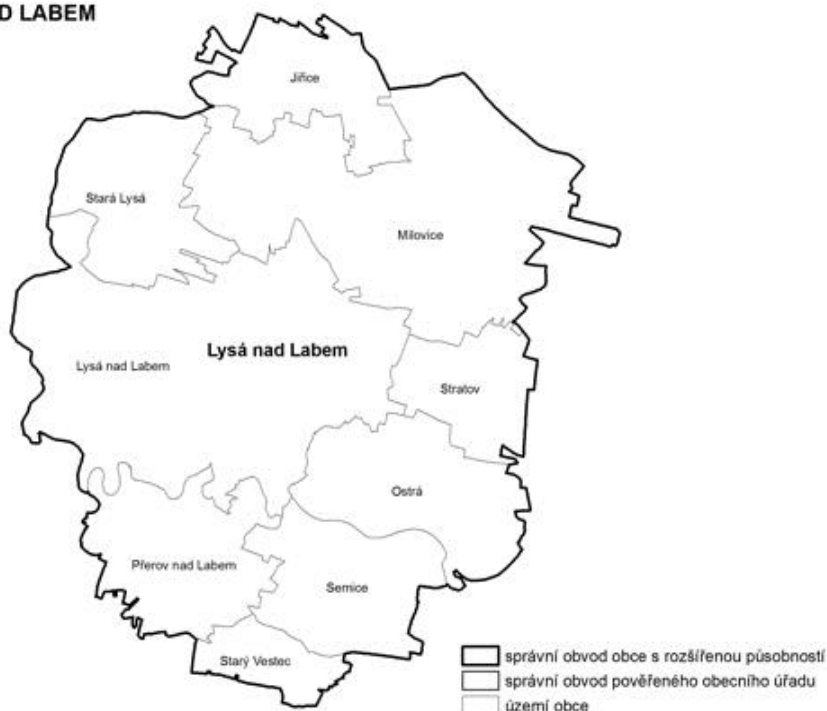 D LABEM
Jiřice
Stará Lysá
Milovice
Lysá nad Labem
Lysá nad Labem
Stratov
Ostrá
Přerov nad Labem
Semice
Starý Vestec
správní obvod obce s rozšířenou působností
správní obvod pověřeného obecního úřadu
území obce